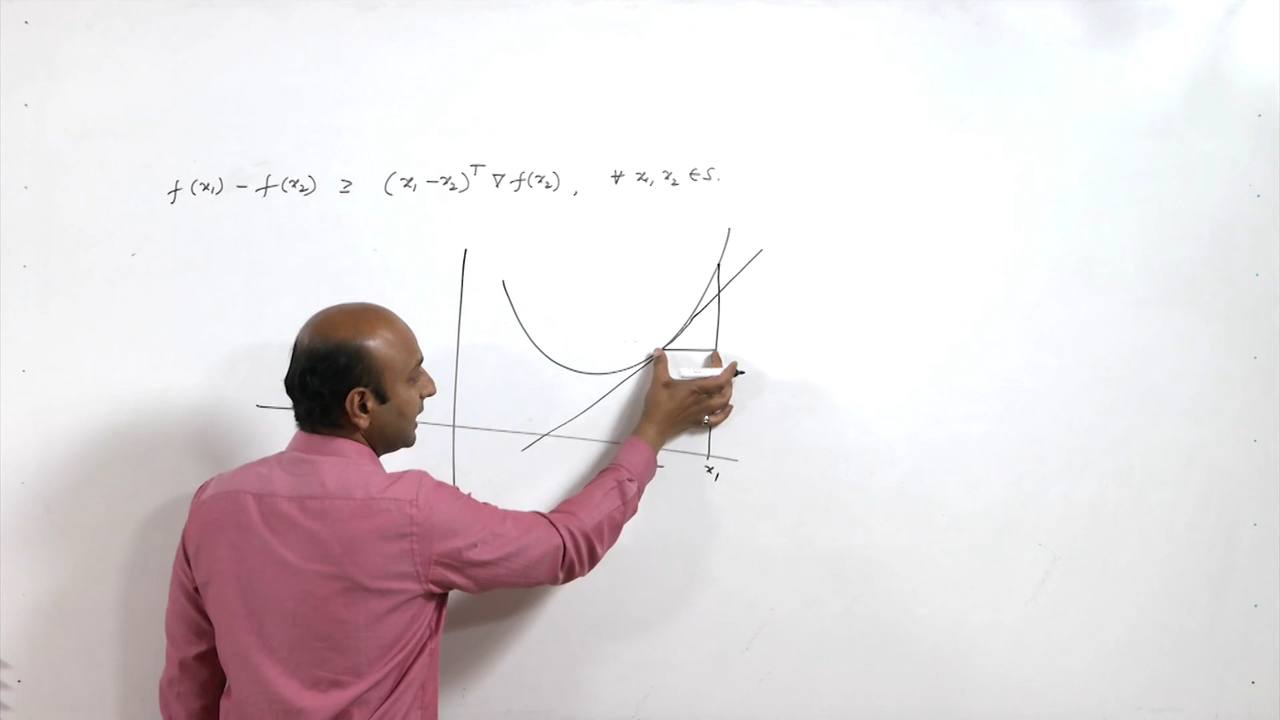 f(x₁) - f(x₂) ≥ (x₁-x₂)ᵀ ∇f(x₂), ∀ x₁, x₂ ∈ S.
x₁